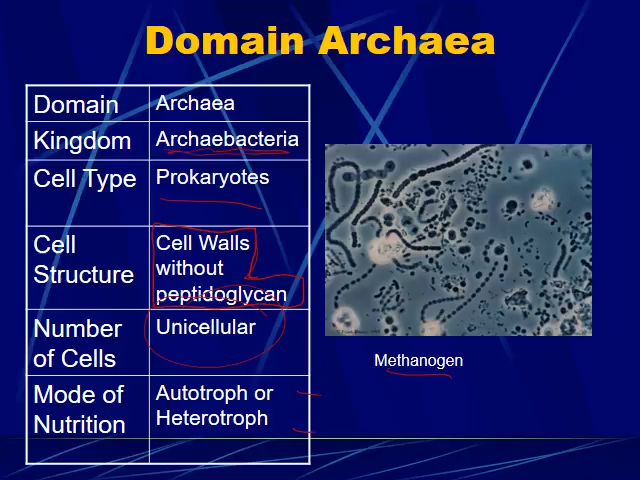 Domain Archaea
Domain
Archaea
Kingdom
Archaebacteria
Cell Type
Prokaryotes
Cell
Structure
Cell Walls
without
peptidoglycan
Number
of Cells
Unicellular
Mode of
Nutrition
Autotroph or
Heterotroph
Methanogen